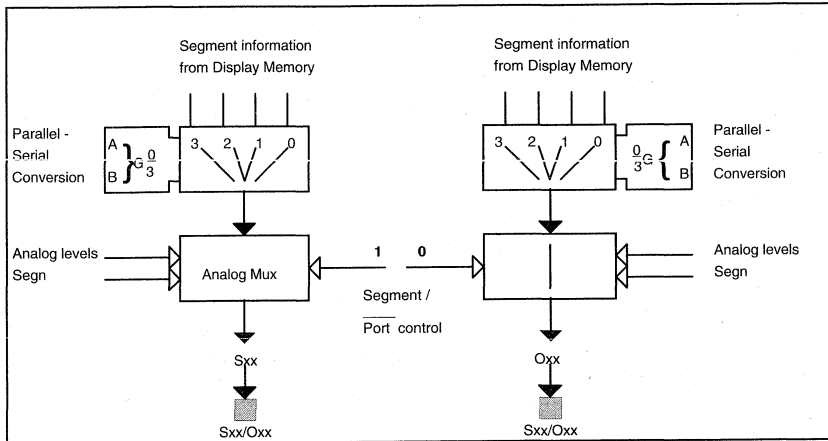 Segment information
from Display Memory
Segment information
from Display Memory
Parallel -
Serial
Conversion
A
B
} G 0/3
3 2 1 0
3 2 1 0
0/3 G {
A
B
Parallel -
Serial
Conversion
Analog levels
Segn
Analog Mux
1 0
Segment /
Port control
Analog levels
Segn
Sxx
Oxx
Sxx/Oxx
Sxx/Oxx